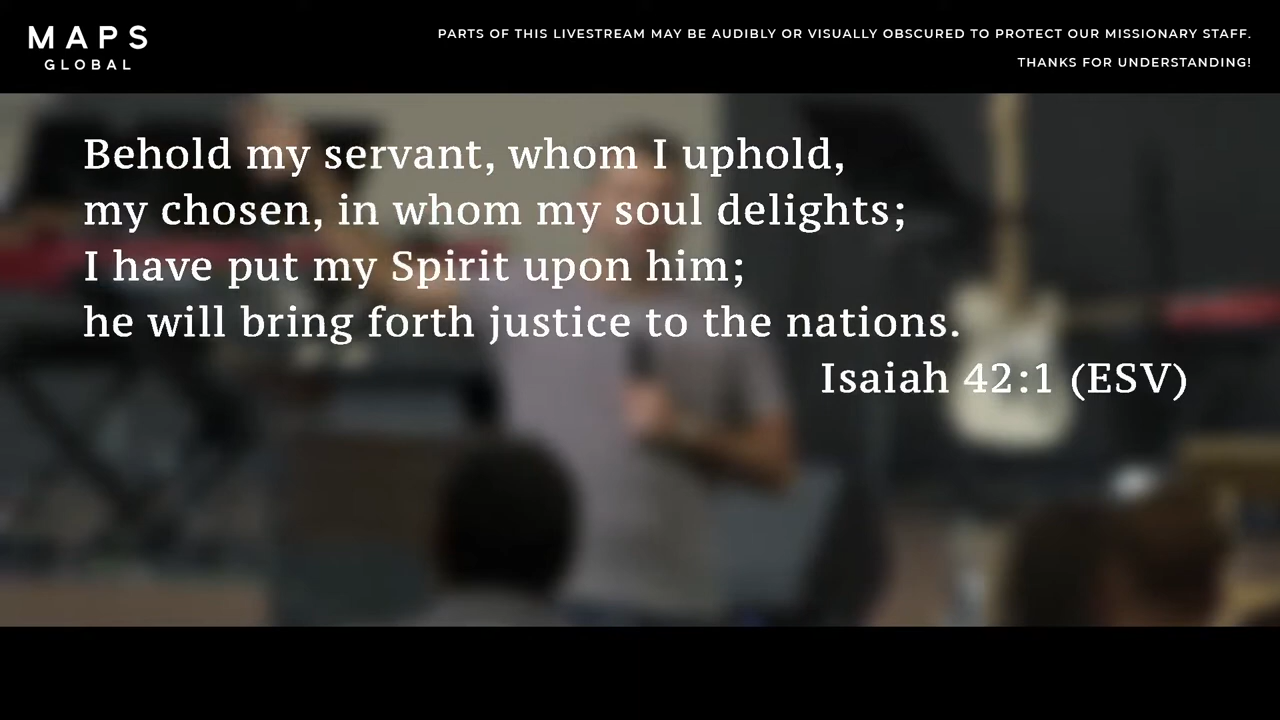 MAPS
GLOBAL
PARTS OF THIS LIVESTREAM MAY BE AUDIBLY OR VISUALLY OBSCURED TO PROTECT OUR MISSIONARY STAFF.
THANKS FOR UNDERSTANDING!
Behold my servant, whom I uphold,
my chosen, in whom my soul delights;
I have put my Spirit upon him;
he will bring forth justice to the nations.
Isaiah 42:1 (ESV)